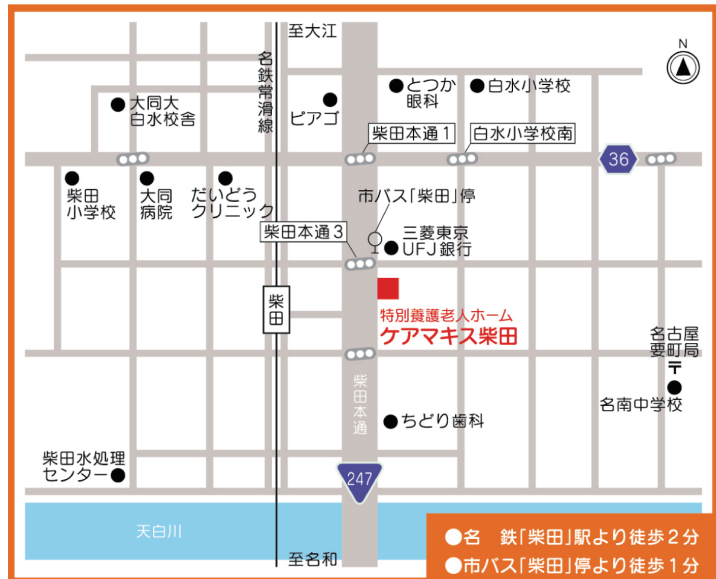 至大江
名鉄常滑線
N
大同大
白水校舎
ピアゴ
とつか
眼科
白水小学校
柴田本通1
白水小学校南
36
柴田
小学校
大同
病院
だいどう
クリニック
市バス「柴田」停
柴田本通3
三菱東京
UFJ銀行
柴田
特別養護老人ホーム
ケアマキス柴田
名古屋
要町局
〒
柴田本通
名南中学校
ちどり歯科
柴田水処理
センター
247
天白川
至名和
●名　鉄「柴田」駅より徒歩2分
●市バス「柴田」停より徒歩1分